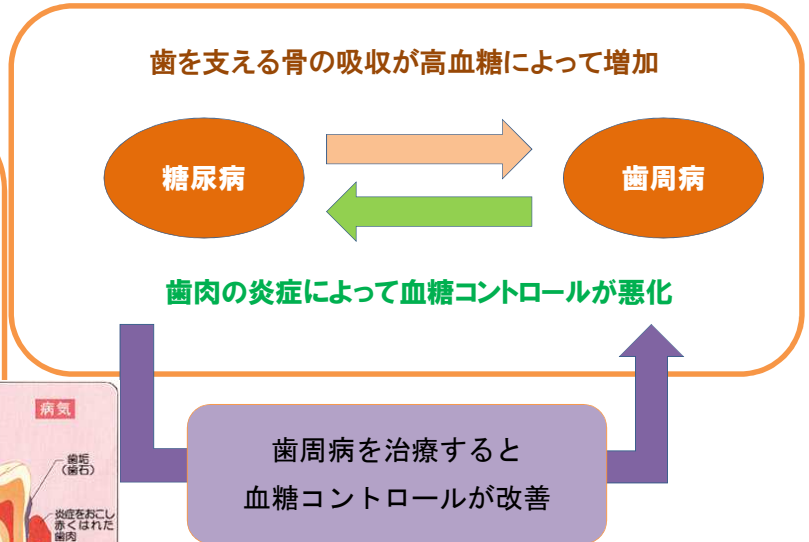 歯を支える骨の吸収が高血糖によって増加
糖尿病
歯周病
歯肉の炎症によって血糖コントロールが悪化
歯周病を治療すると
血糖コントロールが改善
病気
歯垢
(歯石)
炎症をおこし
赤くはれた
歯肉